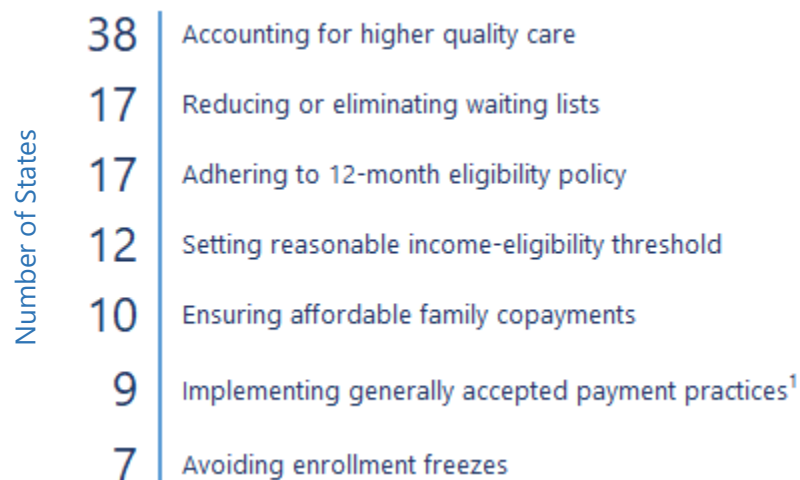 Number of States
38 Accounting for higher quality care
17 Reducing or eliminating waiting lists
17 Adhering to 12-month eligibility policy
12 Setting reasonable income-eligibility threshold
10 Ensuring affordable family copayments
9 Implementing generally accepted payment practices¹
7 Avoiding enrollment freezes